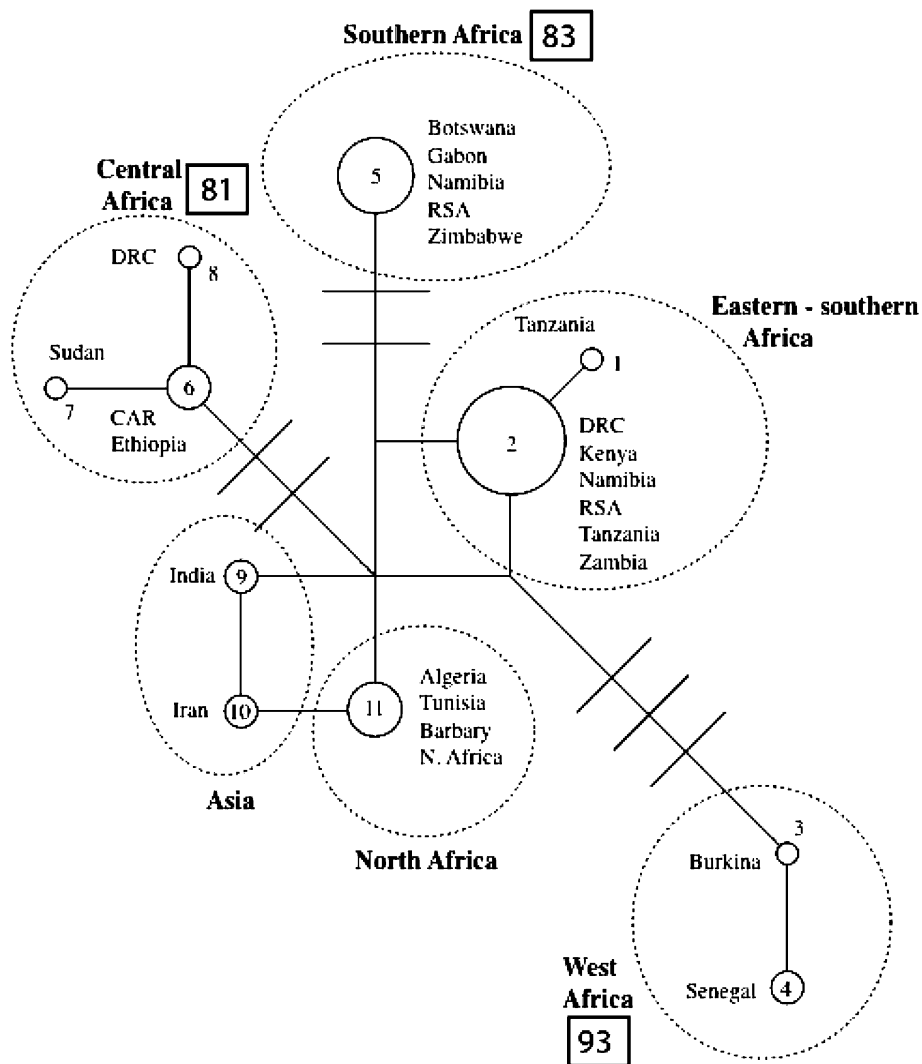 Southern Africa 83
Botswana
Gabon
Namibia
RSA
Zimbabwe
5
Central
Africa 81
DRC
8
Sudan
7
6
CAR
Ethiopia
Eastern - southern
Africa
Tanzania
1
2
DRC
Kenya
Namibia
RSA
Tanzania
Zambia
India 9
Iran 10
Asia
11
Algeria
Tunisia
Barbary
N. Africa
North Africa
3
Burkina
Senegal 4
West
Africa
93